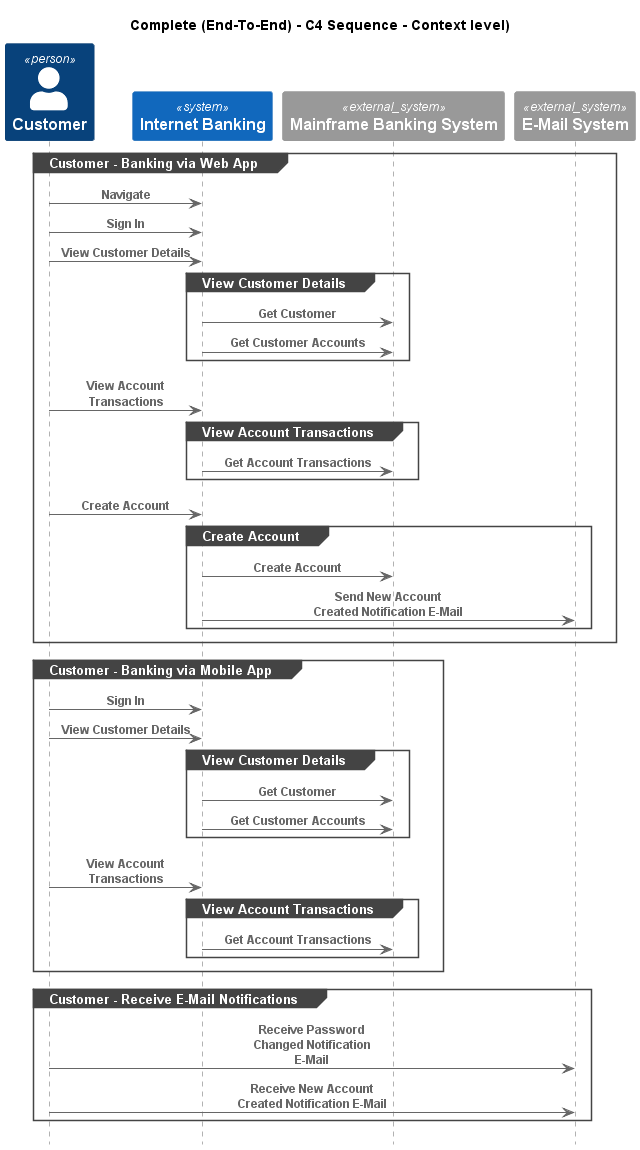 Complete (End-To-End) - C4 Sequence - Context level)
«person»
Customer
«system»
Internet Banking
«external_system»
Mainframe Banking System
«external_system»
E-Mail System
Customer - Banking via Web App
Navigate
Sign In
View Customer Details
View Customer Details
Get Customer
Get Customer Accounts
View Account
Transactions
View Account Transactions
Get Account Transactions
Create Account
Create Account
Create Account
Send New Account
Created Notification E-Mail
Customer - Banking via Mobile App
Sign In
View Customer Details
View Customer Details
Get Customer
Get Customer Accounts
View Account
Transactions
View Account Transactions
Get Account Transactions
Customer - Receive E-Mail Notifications
Receive Password
Changed Notification
E-Mail
Receive New Account
Created Notification E-Mail